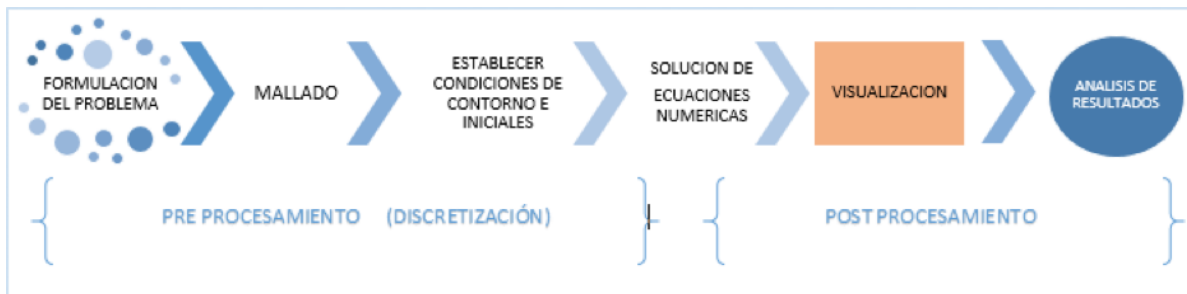 FORMULACION
DEL PROBLEMA
MALLADO
ESTABLECER
CONDICIONES DE
CONTORNO E
INICIALES
SOLUCION DE
ECUACIONES
NUMERICAS
VISUALIZACION
ANALISIS DE
RESULTADOS
PRE PROCESAMIENTO (DISCRETIZACIÓN)
POST PROCESAMIENTO